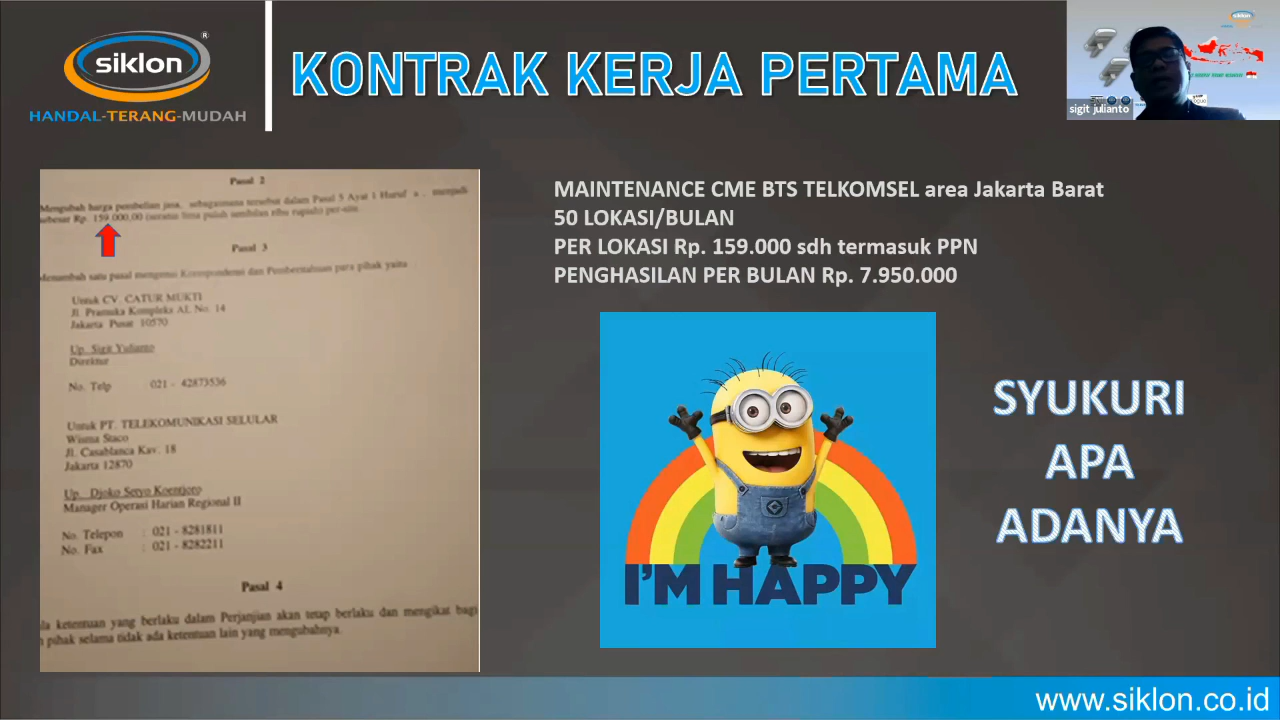 siklon
®
HANDAL-TERANG-MUDAH
KONTRAK KERJA PERTAMA
sigit julianto
Pasal 2
Mengubah harga pembelian jasa, sebagaimana tersebut dalam Pasal 5 Ayat 1 Huruf a . menjadi
sebesar Rp. 159.000,00 (seratus lima puluh sembilan ribu rupiah) per-site.
Pasal 3
Menambah satu pasal mengenai Korespondensi dan Pemberitahuan para pihak yaitu
Untuk CV. CATUR MUKTI
Jl. Pramuka Kompleks AL No. 14
Jakarta Pusat 10570
Up. Sigit Yulianto
Direktur
No. Telp 021 - 42873536
Untuk PT. TELEKOMUNIKASI SELULAR
Wisma Staco
Jl. Casablanca Kav. 18
Jakarta 12870
Up. Djoko Setyo Koentjoro
Manager Operasi Harian Regional II
No. Telepon : 021 - 8281811
No. Fax : 021 - 8282211
Pasal 4
ketentuan yang berlaku dalam Perjanjian akan tetap berlaku dan mengikat bagi
pihak selama tidak ada ketentuan lain yang mengubahnya.
MAINTENANCE CME BTS TELKOMSEL area Jakarta Barat
50 LOKASI/BULAN
PER LOKASI Rp. 159.000 sdh termasuk PPN
PENGHASILAN PER BULAN Rp. 7.950.000
I'M HAPPY
SYUKURI
APA
ADANYA
www.siklon.co.id